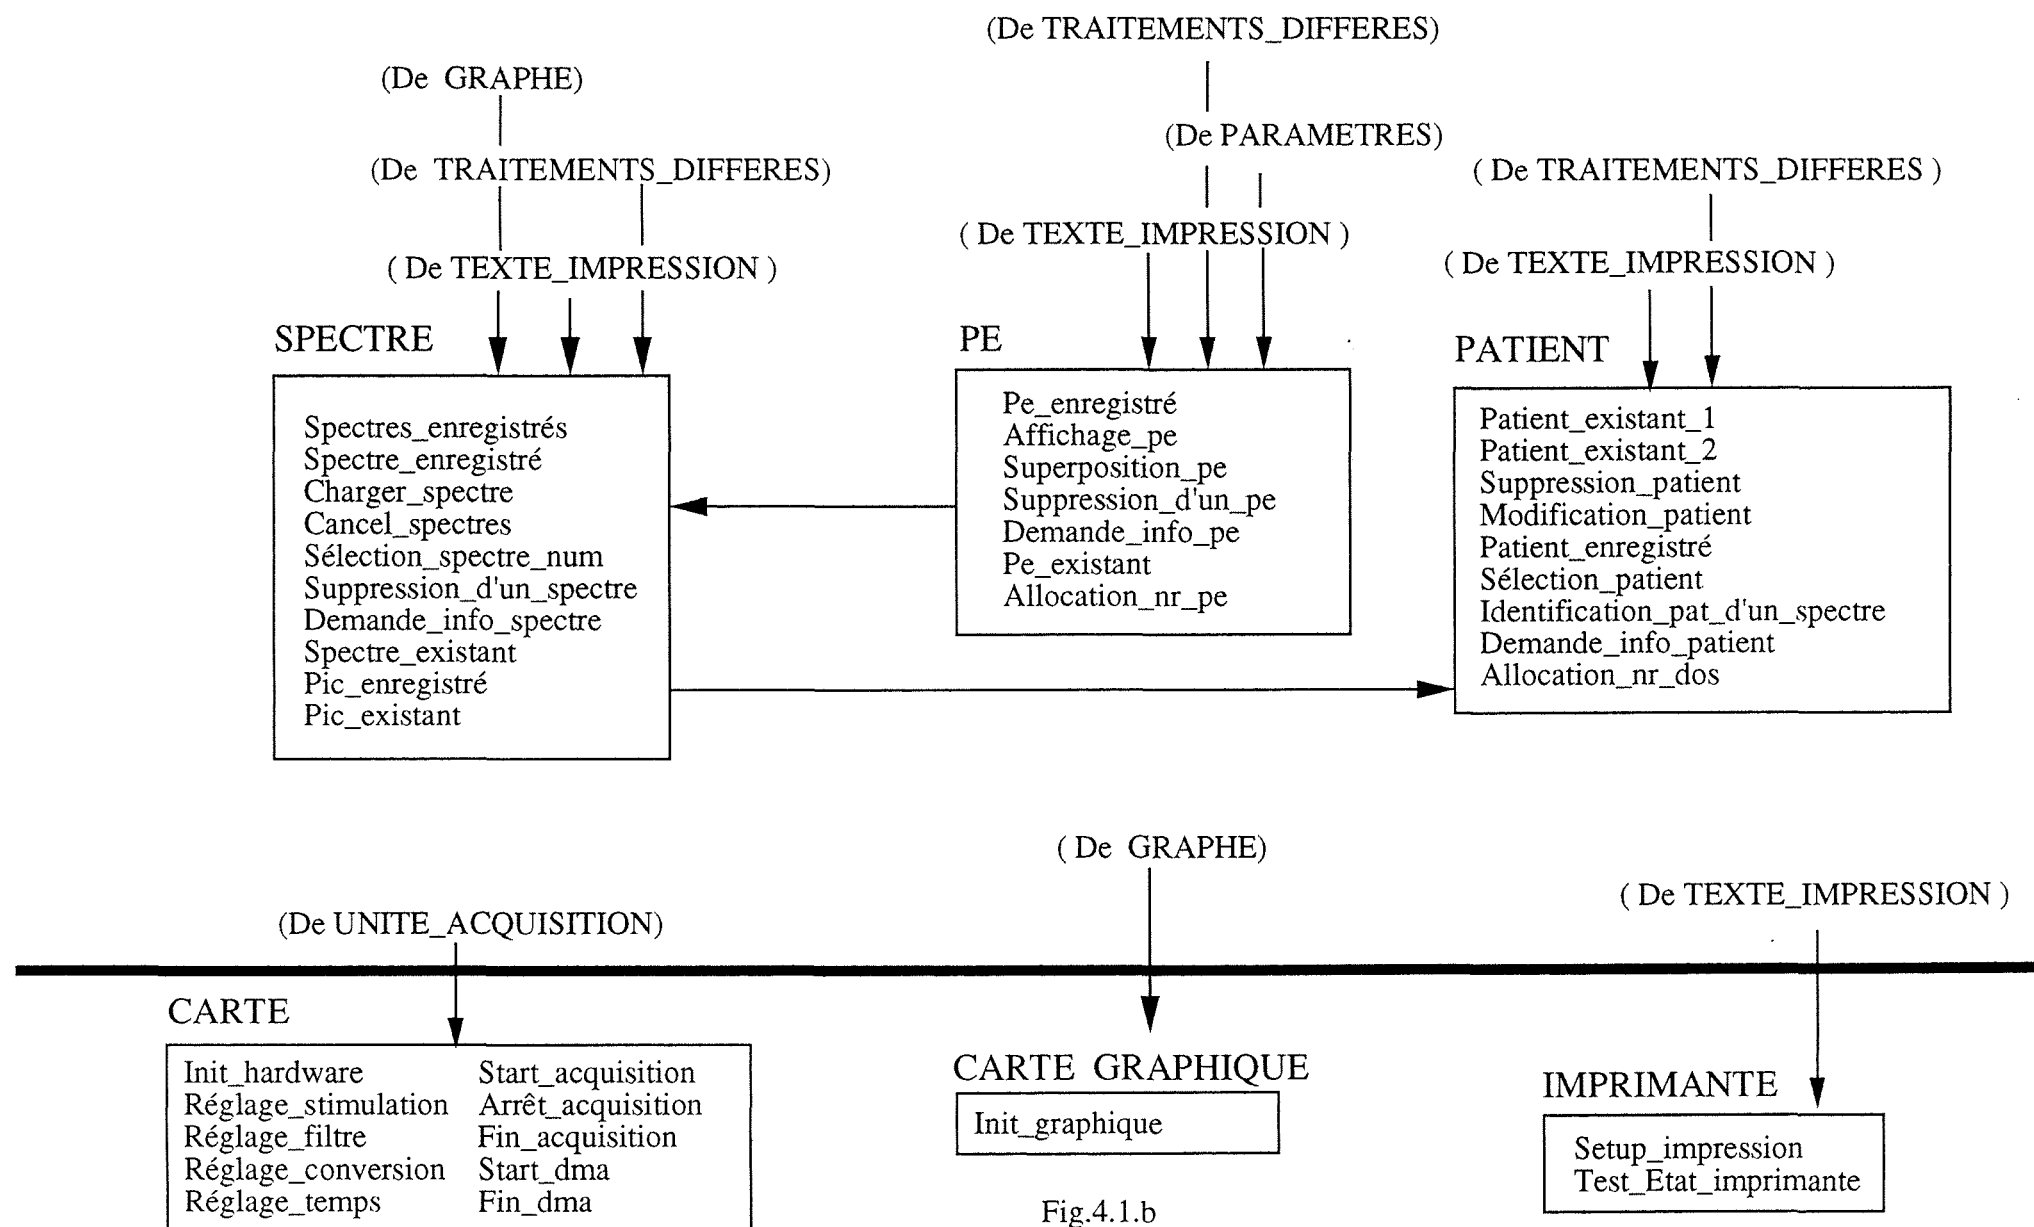 (De TRAITEMENTS_DIFFERES)
(De GRAPHE)
(De PARAMETRES)
(De TRAITEMENTS_DIFFERES)
( De TRAITEMENTS_DIFFERES )
( De TEXTE_IMPRESSION )
( De TEXTE_IMPRESSION )
( De TEXTE_IMPRESSION )
SPECTRE
Spectres_enregistrés
Spectre_enregistré
Charger_spectre
Cancel_spectres
Sélection_spectre_num
Suppression_d'un_spectre
Demande_info_spectre
Spectre_existant
Pic_enregistré
Pic_existant
PE
Pe_enregistré
Affichage_pe
Superposition_pe
Suppression_d'un_pe
Demande_info_pe
Pe_existant
Allocation_nr_pe
PATIENT
Patient_existant_1
Patient_existant_2
Suppression_patient
Modification_patient
Patient_enregistré
Sélection_patient
Identification_pat_d'un_spectre
Demande_info_patient
Allocation_nr_dos
( De GRAPHE)
( De TEXTE_IMPRESSION )
(De UNITE_ACQUISITION)
CARTE
Init_hardware
Réglage_stimulation
Réglage_filtre
Réglage_conversion
Réglage_temps
Start_acquisition
Arrêt_acquisition
Fin_acquisition
Start_dma
Fin_dma
CARTE GRAPHIQUE
Init_graphique
IMPRIMANTE
Setup_impression
Test_Etat_imprimante
Fig.4.1.b